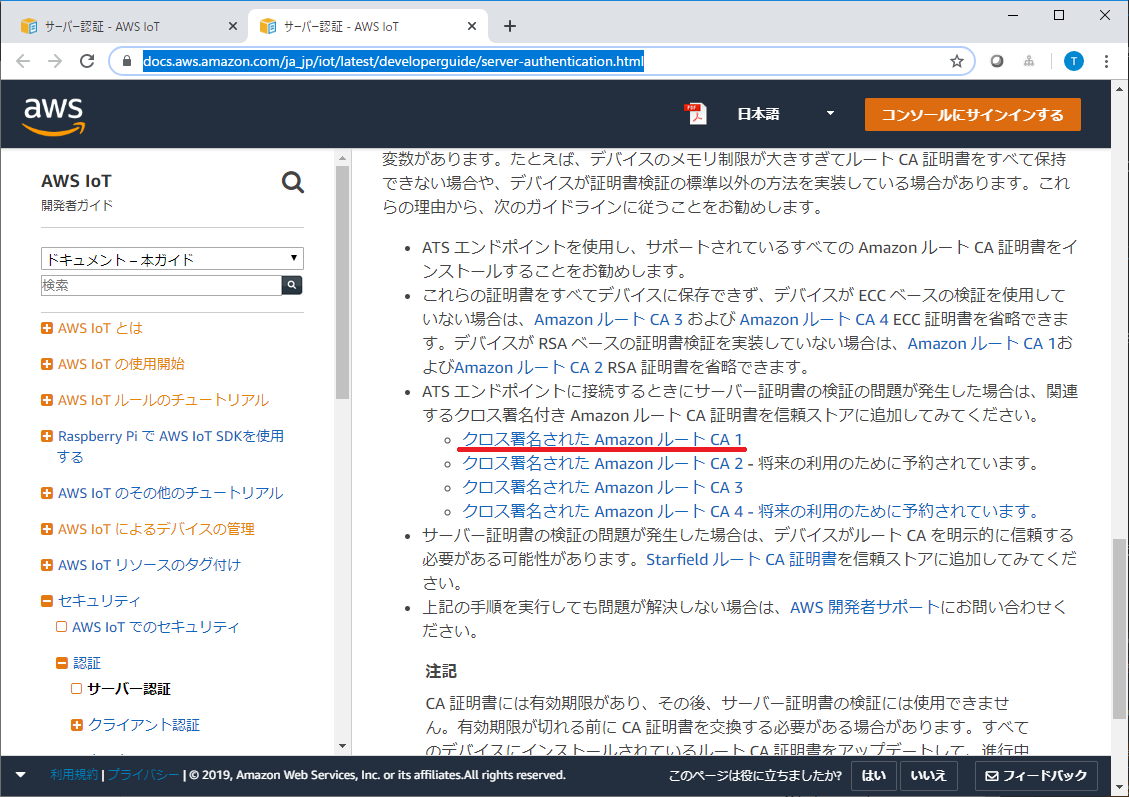 サーバー認証 - AWS IoT
サーバー認証 - AWS IoT
docs.aws.amazon.com/ja_jp/iot/latest/developerguide/server-authentication.html
T
aws
PDF
日本語
コンソールにサインインする
AWS IoT
開発者ガイド
ドキュメント – 本ガイド
検索
AWS IoT とは
AWS IoT の使用開始
AWS IoT ルールのチュートリアル
Raspberry Pi で AWS IoT SDKを使用
する
AWS IoT のその他のチュートリアル
AWS IoT によるデバイスの管理
AWS IoT リソースのタグ付け
セキュリティ
AWS IoT でのセキュリティ
認証
サーバー認証
クライアント認証
変数があります。たとえば、デバイスのメモリ制限が大きすぎてルート CA 証明書をすべて保持
できない場合や、デバイスが証明書検証の標準以外の方法を実装している場合があります。これ
らの理由から、次のガイドラインに従うことをお勧めします。
• ATS エンドポイントを使用し、サポートされているすべての Amazon ルート CA 証明書をイ
ンストールすることをお勧めします。
• これらの証明書をすべてデバイスに保存できず、デバイスが ECC ベースの検証を使用して
いない場合は、Amazon ルート CA 3 および Amazon ルート CA 4 ECC 証明書を省略できま
す。デバイスが RSA ベースの証明書検証を実装していない場合は、Amazon ルート CA 1お
よびAmazon ルート CA 2 RSA 証明書を省略できます。
• ATS エンドポイントに接続するときにサーバー証明書の検証の問題が発生した場合は、関連
するクロス署名付き Amazon ルート CA 証明書を信頼ストアに追加してみてください。
◦ クロス署名された Amazon ルート CA 1
◦ クロス署名された Amazon ルート CA 2 - 将来の利用のために予約されています。
◦ クロス署名された Amazon ルート CA 3
◦ クロス署名された Amazon ルート CA 4 - 将来の利用のために予約されています。
• サーバー証明書の検証の問題が発生した場合は、デバイスがルート CA を明示的に信頼する
必要がある可能性があります。Starfield ルート CA 証明書を信頼ストアに追加してみてくだ
さい。
• 上記の手順を実行しても問題が解決しない場合は、AWS 開発者サポートにお問い合わせく
ださい。
注記
CA 証明書には有効期限があり、その後、サーバー証明書の検証には使用できませ
ん。有効期限が切れる前に CA 証明書を交換する必要がある場合があります。すべて
のデバイスにインストールされているルート CA 証明書をアップデートして、進行中
利用規約 | プライバシー | © 2019, Amazon Web Services, Inc. or its affiliates.All rights reserved.
このページは役に立ちましたか?
はい
いいえ
フィードバック